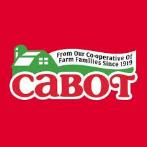 From Our Co-operative Of
Farm Families Since 1919
CABOT